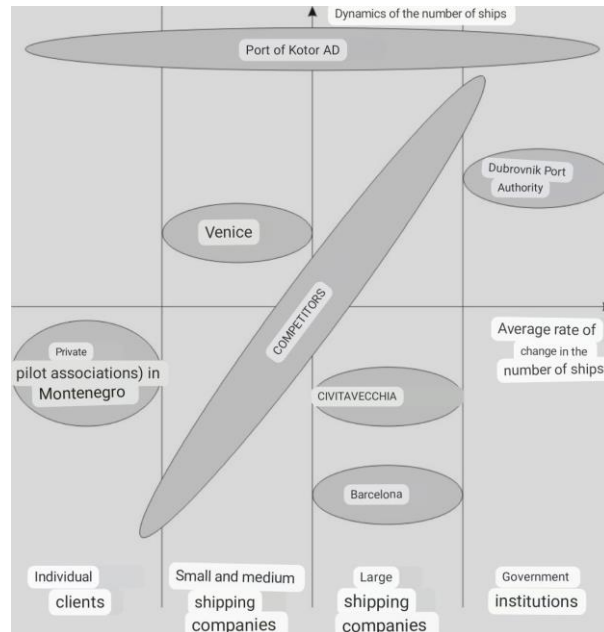 Dynamics of the number of ships
Port of Kotor AD
Dubrovnik Port
Authority
Venice
COMPETITORS
Average rate of
change in the
number of ships
Private
pilot associations) in
Montenegro
CIVITAVECCHIA
Barcelona
Individual
clients
Small and medium
shipping
companies
Large
shipping
companies
Government
institutions